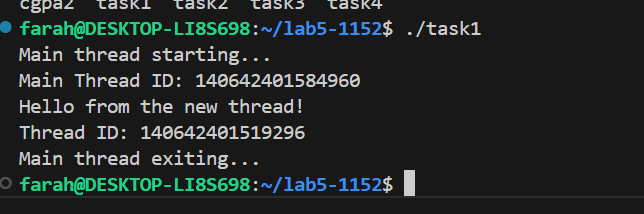 cgpa2 task1 task2 task3 task4
farah@DESKTOP-LI8S698:~/lab5-1152$ ./task1
Main thread starting...
Main Thread ID: 140642401584960
Hello from the new thread!
Thread ID: 140642401519296
Main thread exiting...
farah@DESKTOP-LI8S698:~/lab5-1152$